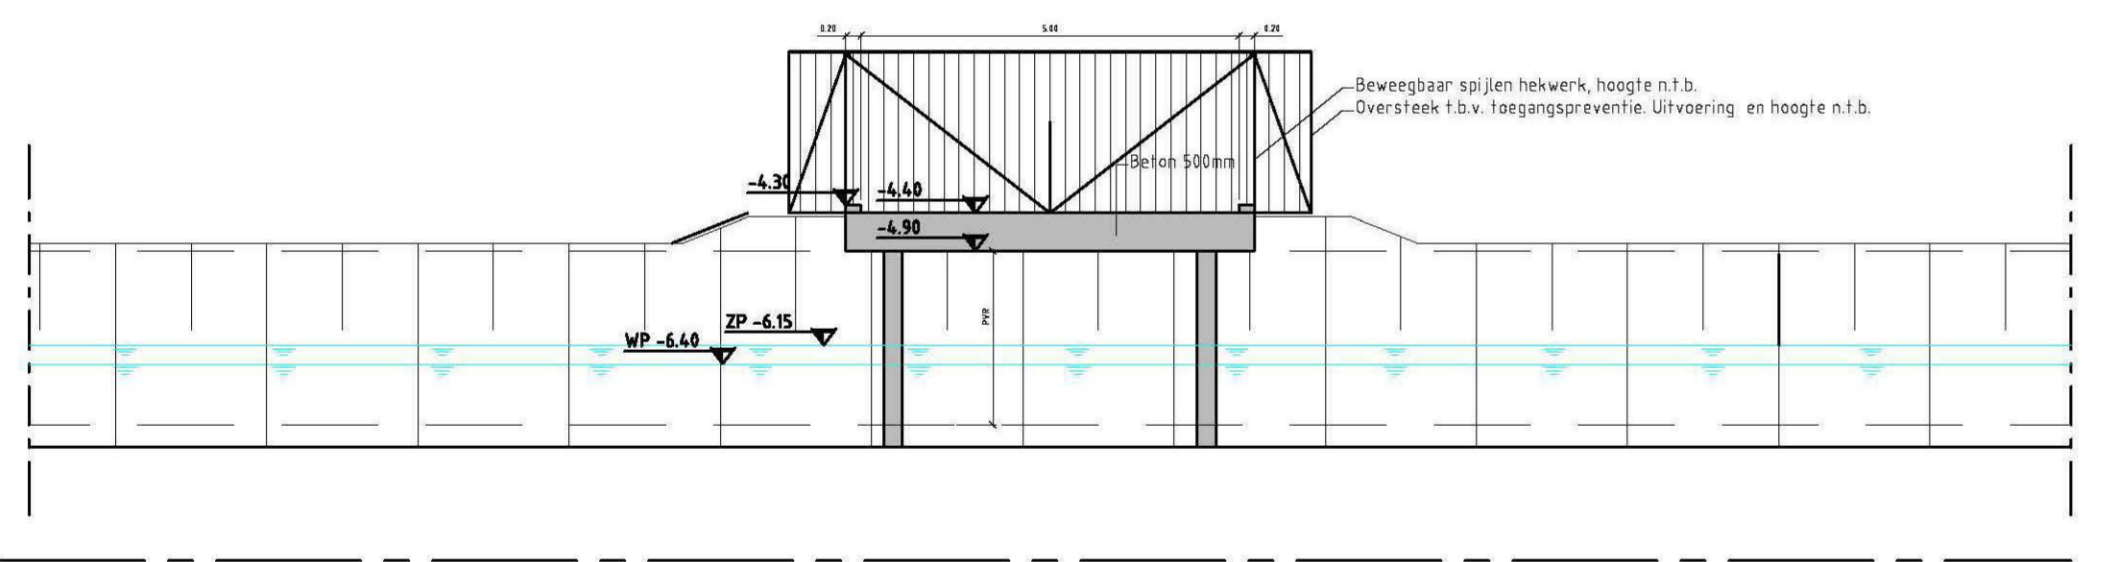 0.20
5.00
0.20
Beweegbaar spijlen hekwerk, hoogte n.t.b.
Oversteek t.b.v. toegangspreventie. Uitvoering en hoogte n.t.b.
Beton 500mm
-4.30
-4.40
-4.90
PVR
ZP -6.15
WP -6.40